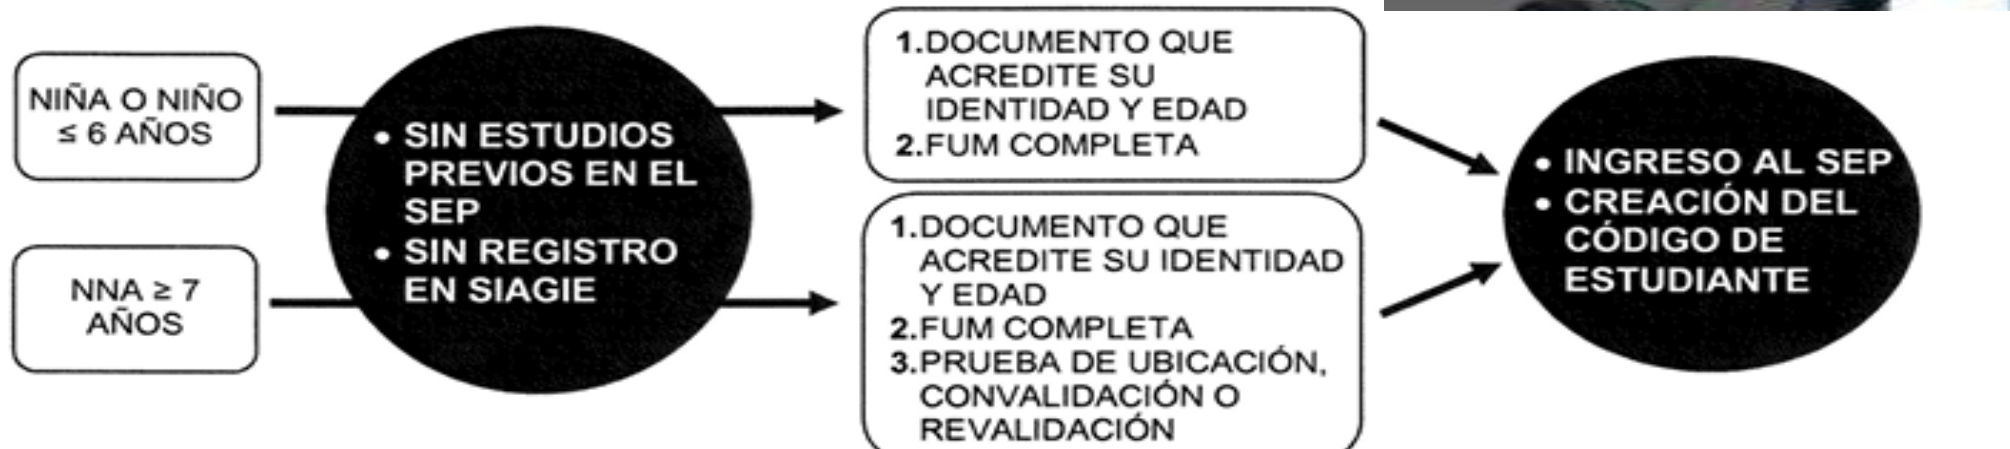 NIÑA O NIÑO
≤ 6 AÑOS
NNA ≥ 7
AÑOS
• SIN ESTUDIOS
PREVIOS EN EL
SEP
• SIN REGISTRO
EN SIAGIE
1.DOCUMENTO QUE
ACREDITE SU
IDENTIDAD Y EDAD
2.FUM COMPLETA
1.DOCUMENTO QUE
ACREDITE SU IDENTIDAD
Y EDAD
2.FUM COMPLETA
3.PRUEBA DE UBICACIÓN,
CONVALIDACIÓN O
REVALIDACIÓN
• INGRESO AL SEP
• CREACIÓN DEL
CÓDIGO DE
ESTUDIANTE